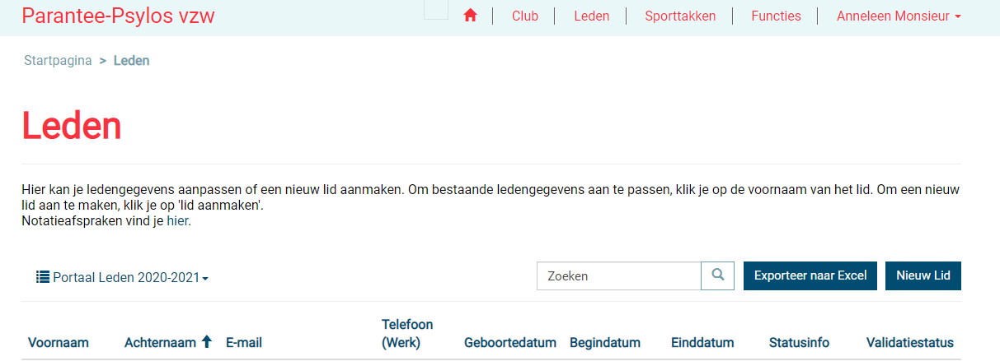 Parantee-Psylos vzw
Club
Leden
Sporttakken
Functies
Anneleen Monsieur
Startpagina > Leden
Leden
Hier kan je ledengegevens aanpassen of een nieuw lid aanmaken. Om bestaande ledengegevens aan te passen, klik je op de voornaam van het lid. Om een nieuw
lid aan te maken, klik je op 'lid aanmaken'.
Notatieafspraken vind je hier.
Portaal Leden 2020-2021
Zoeken
Exporteer naar Excel
Nieuw Lid
Voornaam
Achternaam
E-mail
Telefoon
(Werk)
Geboortedatum
Begindatum
Einddatum
Statusinfo
Validatiestatus